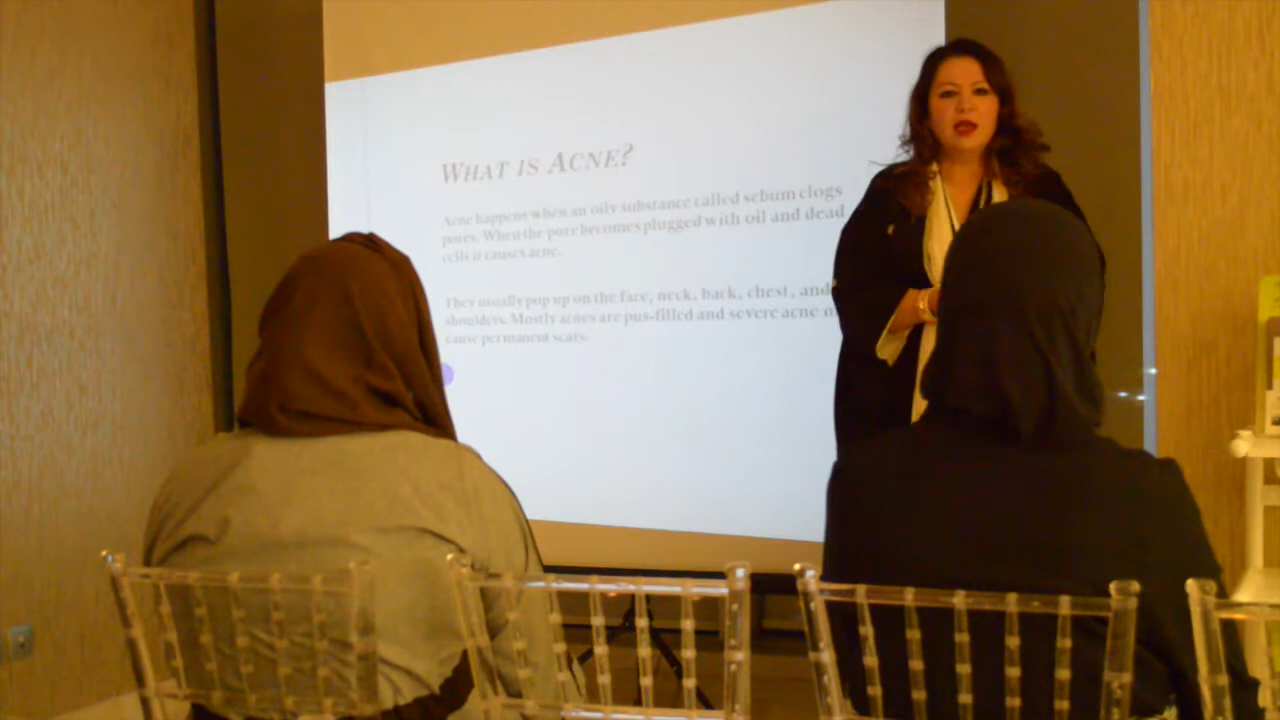 WHAT IS ACNE?
Acne happens when an oily substance called sebum clogs
pores. When the pore becomes plugged with oil and dead
cells it causes acne.
They usually pop up on the face, neck, back, chest, and
shoulders. Mostly acnes are pus-filled and severe acne
cause permanent scars.